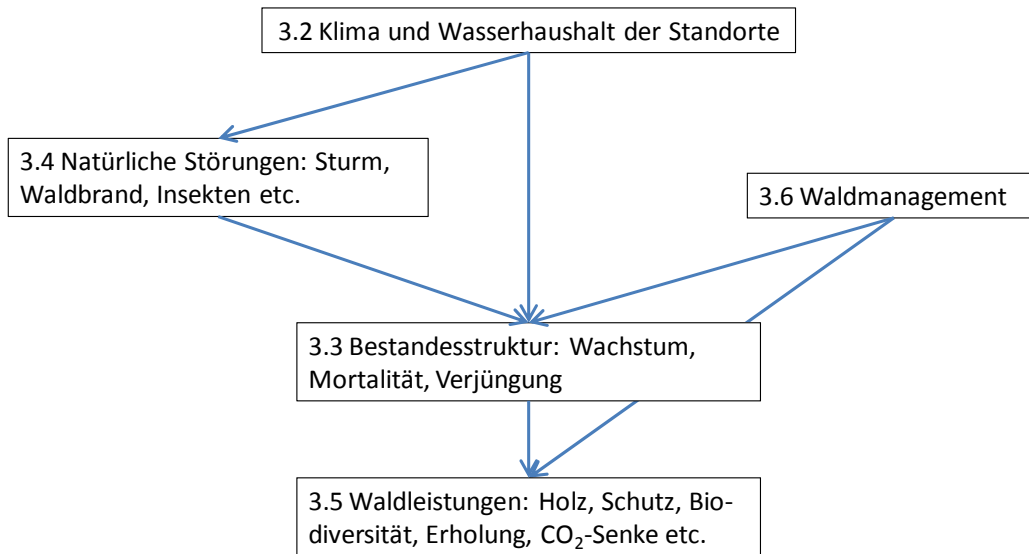 3.2 Klima und Wasserhaushalt der Standorte
3.4 Natürliche Störungen: Sturm,
Waldbrand, Insekten etc.
3.6 Waldmanagement
3.3 Bestandesstruktur: Wachstum,
Mortalität, Verjüngung
3.5 Waldleistungen: Holz, Schutz, Bio-
diversität, Erholung, CO₂-Senke etc.